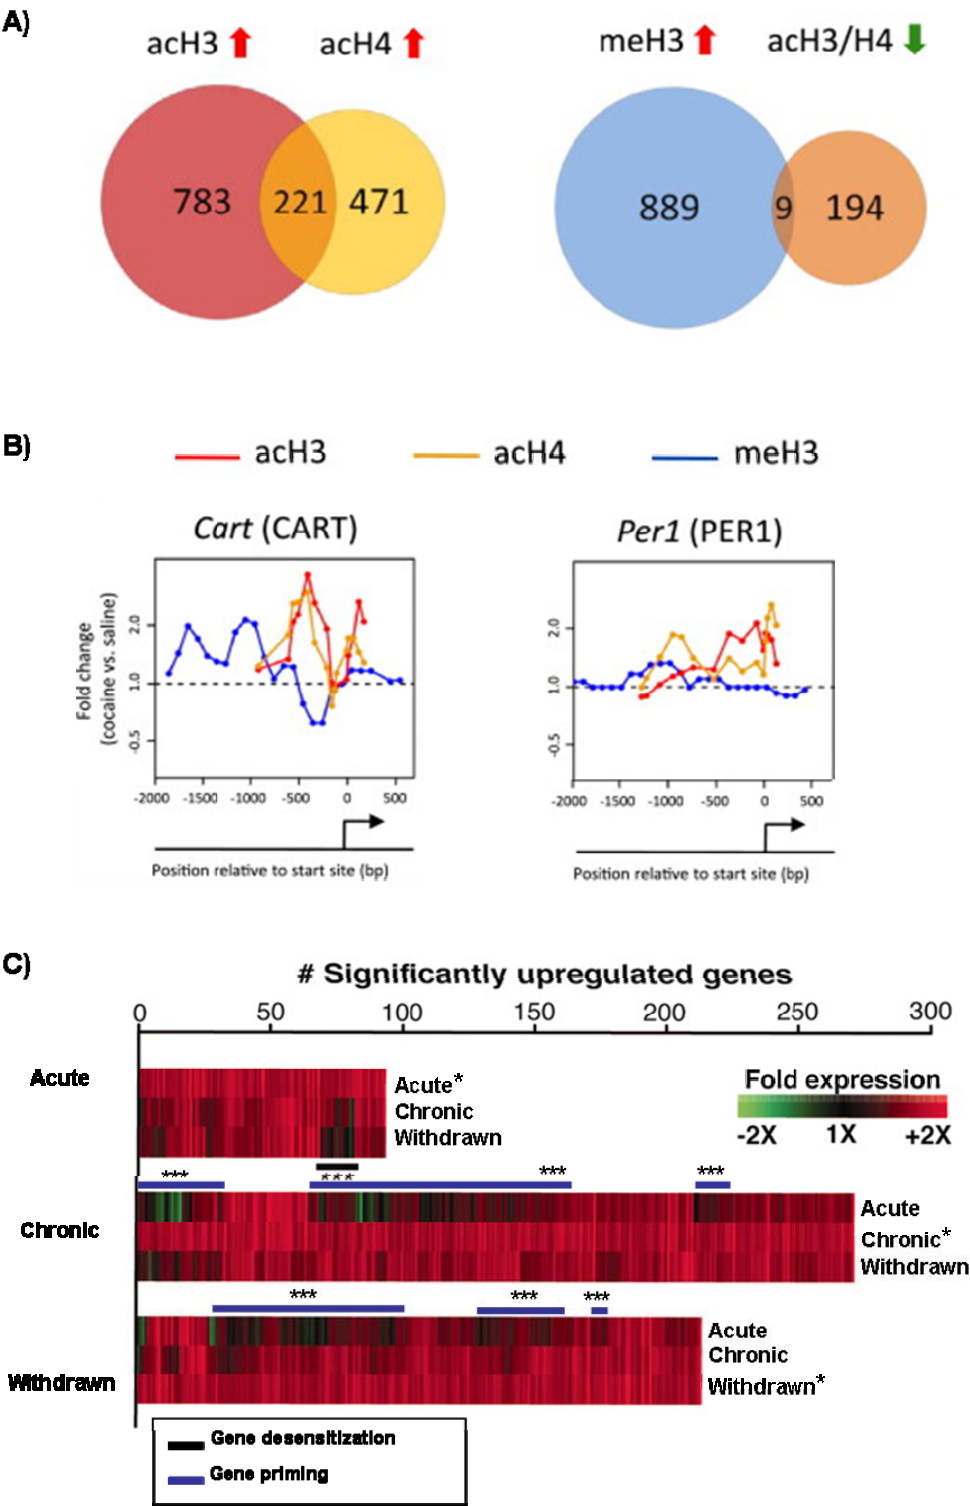 A)
acH3 acH4 meH3 acH3/H4
783 221 471 889 9 194
B)
acH3 acH4 meH3
Cart (CART)
Per1 (PER1)
Fold change
(cocaine vs. saline)
2.0
1.0
-0.5
-2000 -1500 -1000 -500 0 500
Position relative to start site (bp)
2.0
1.0
-0.5
-2000 -1500 -1000 -500 0 500
Position relative to start site (bp)
C)
# Significantly upregulated genes
0 50 100 150 200 250 300
Acute
Acute*
Chronic
Withdrawn
Fold expression
-2X 1X +2X
***
***
***
***
Chronic
Acute
Chronic*
Withdrawn
***
***
***
Withdrawn
Acute
Chronic
Withdrawn*
Gene desensitization
Gene priming